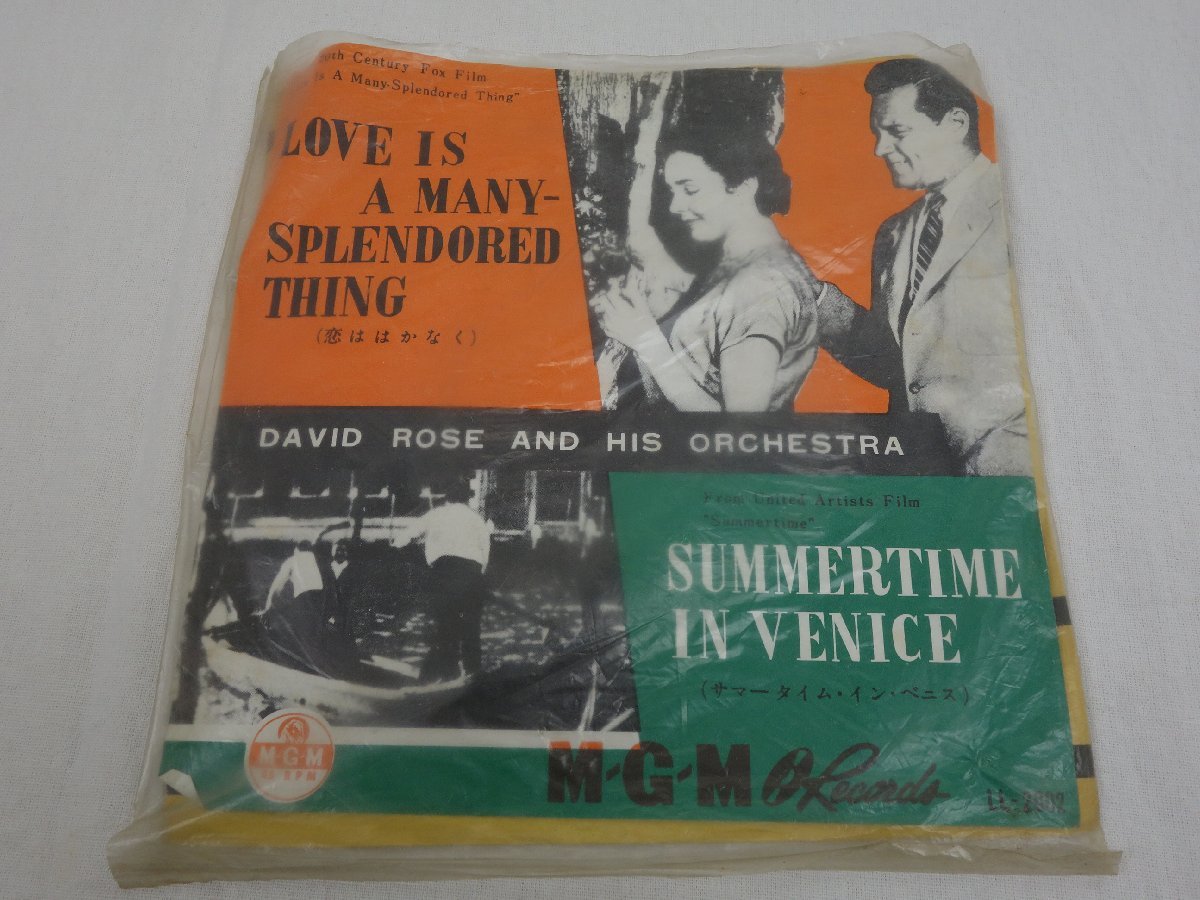 th Century Fox Film
Is A Many-Splendored Thing"
LOVE IS
A MANY-
SPLENDORED
THING
(恋ははかなく)
DAVID ROSE AND HIS ORCHESTRA
From United Artists Film
"Summertime"
SUMMERTIME
IN VENICE
(サマータイム・イン・ベニス)
M-G-M
RPM
M-G-M Records